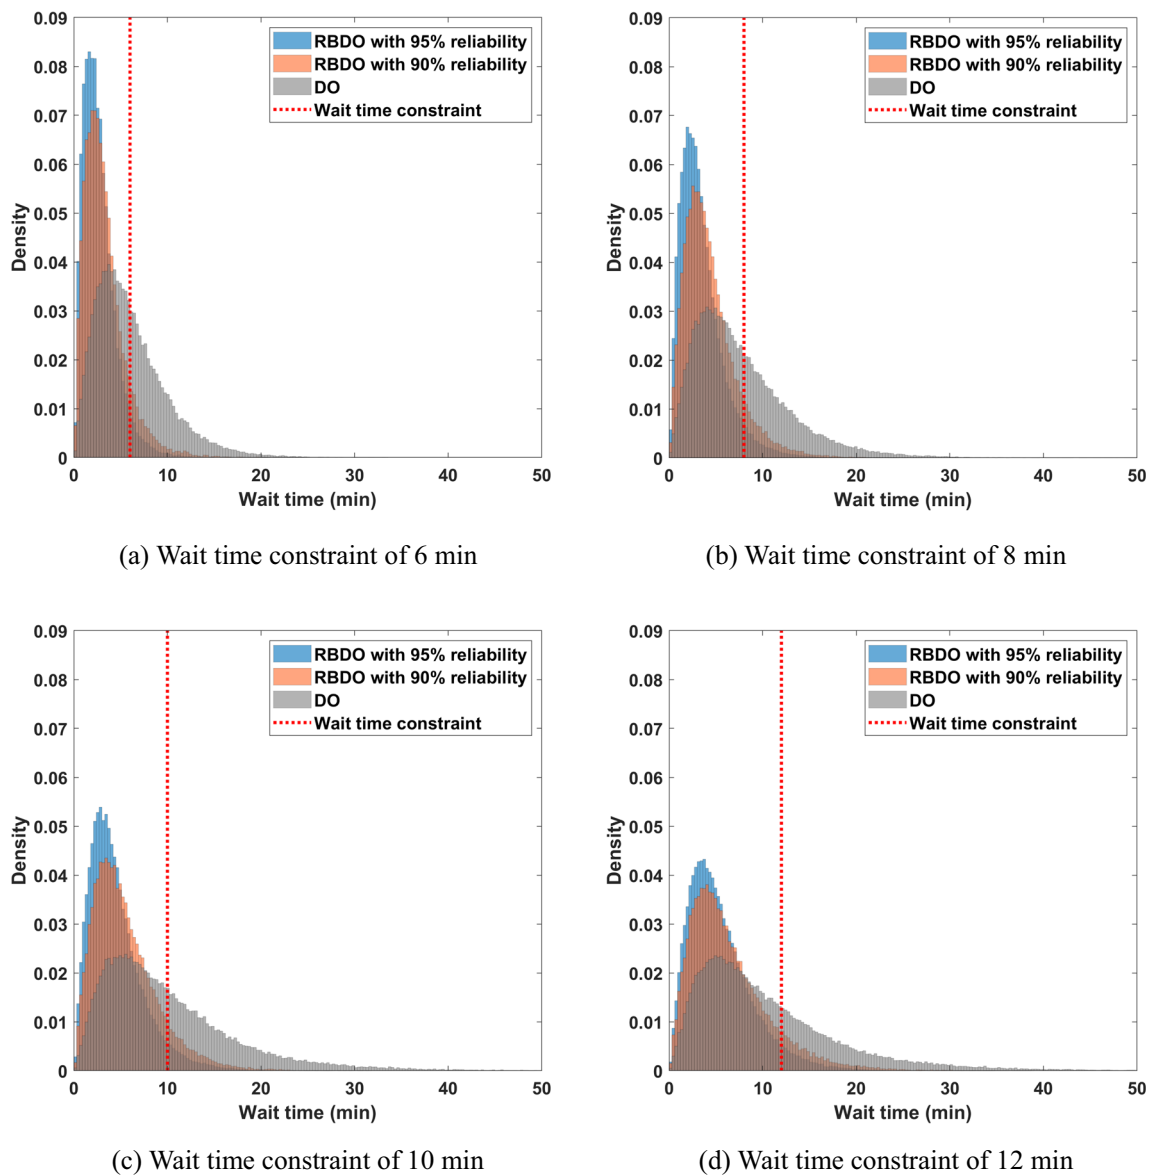 0.09
0.08
0.07
0.06
0.05
0.04
0.03
0.02
0.01
0
Density
RBDO with 95% reliability
RBDO with 90% reliability
DO
Wait time constraint
0 10 20 30 40 50
Wait time (min)
(a) Wait time constraint of 6 min
0.09
0.08
0.07
0.06
0.05
0.04
0.03
0.02
0.01
0
Density
RBDO with 95% reliability
RBDO with 90% reliability
DO
Wait time constraint
0 10 20 30 40 50
Wait time (min)
(b) Wait time constraint of 8 min
0.09
0.08
0.07
0.06
0.05
0.04
0.03
0.02
0.01
0
Density
RBDO with 95% reliability
RBDO with 90% reliability
DO
Wait time constraint
0 10 20 30 40 50
Wait time (min)
(c) Wait time constraint of 10 min
0.09
0.08
0.07
0.06
0.05
0.04
0.03
0.02
0.01
0
Density
RBDO with 95% reliability
RBDO with 90% reliability
DO
Wait time constraint
0 10 20 30 40 50
Wait time (min)
(d) Wait time constraint of 12 min